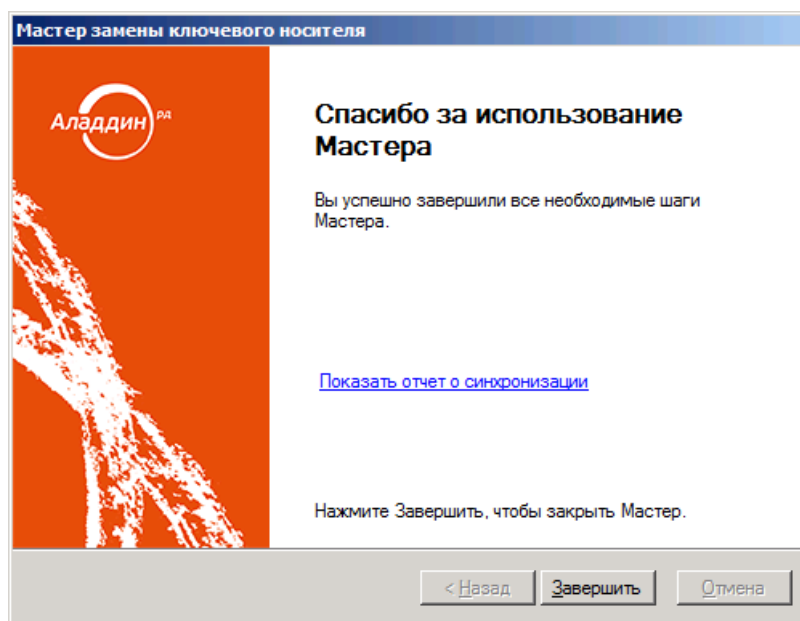 Мастер замены ключевого носителя
Аладдин РД
Спасибо за использование
Мастера
Вы успешно завершили все необходимые шаги
Мастера.
Показать отчет о синхронизации
Нажмите Завершить, чтобы закрыть Мастер.
< Назад Завершить Отмена